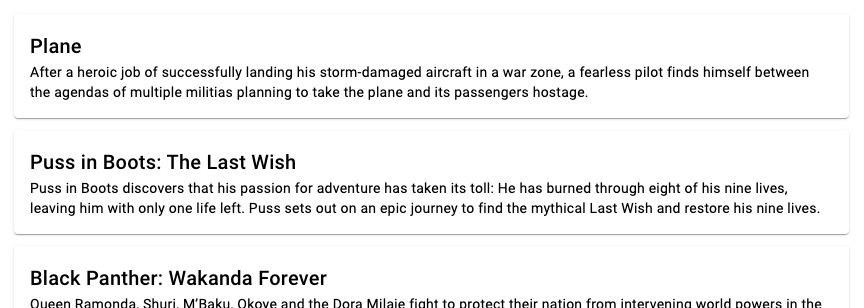 Plane
After a heroic job of successfully landing his storm-damaged aircraft in a war zone, a fearless pilot finds himself between
the agendas of multiple militias planning to take the plane and its passengers hostage.
Puss in Boots: The Last Wish
Puss in Boots discovers that his passion for adventure has taken its toll: He has burned through eight of his nine lives,
leaving him with only one life left. Puss sets out on an epic journey to find the mythical Last Wish and restore his nine lives.
Black Panther: Wakanda Forever
Queen Ramonda, Shuri, M’Baku, Okoye and the Dora Milaje fight to protect their nation from intervening world powers in the